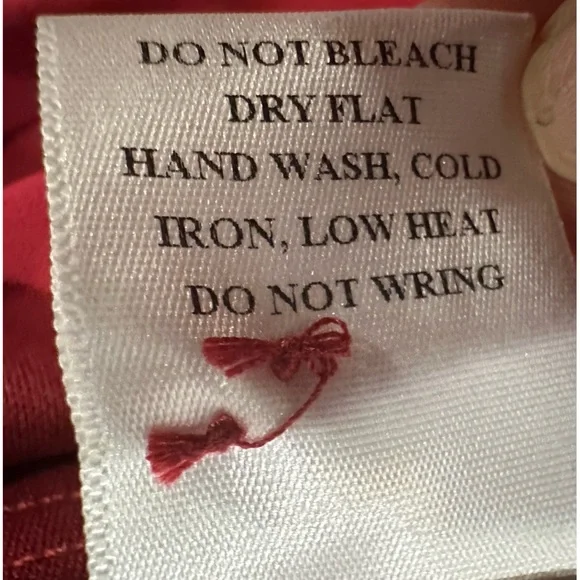 DO NOT BLEACH
DRY FLAT
HAND WASH, COLD
IRON, LOW HEAT
DO NOT WRING